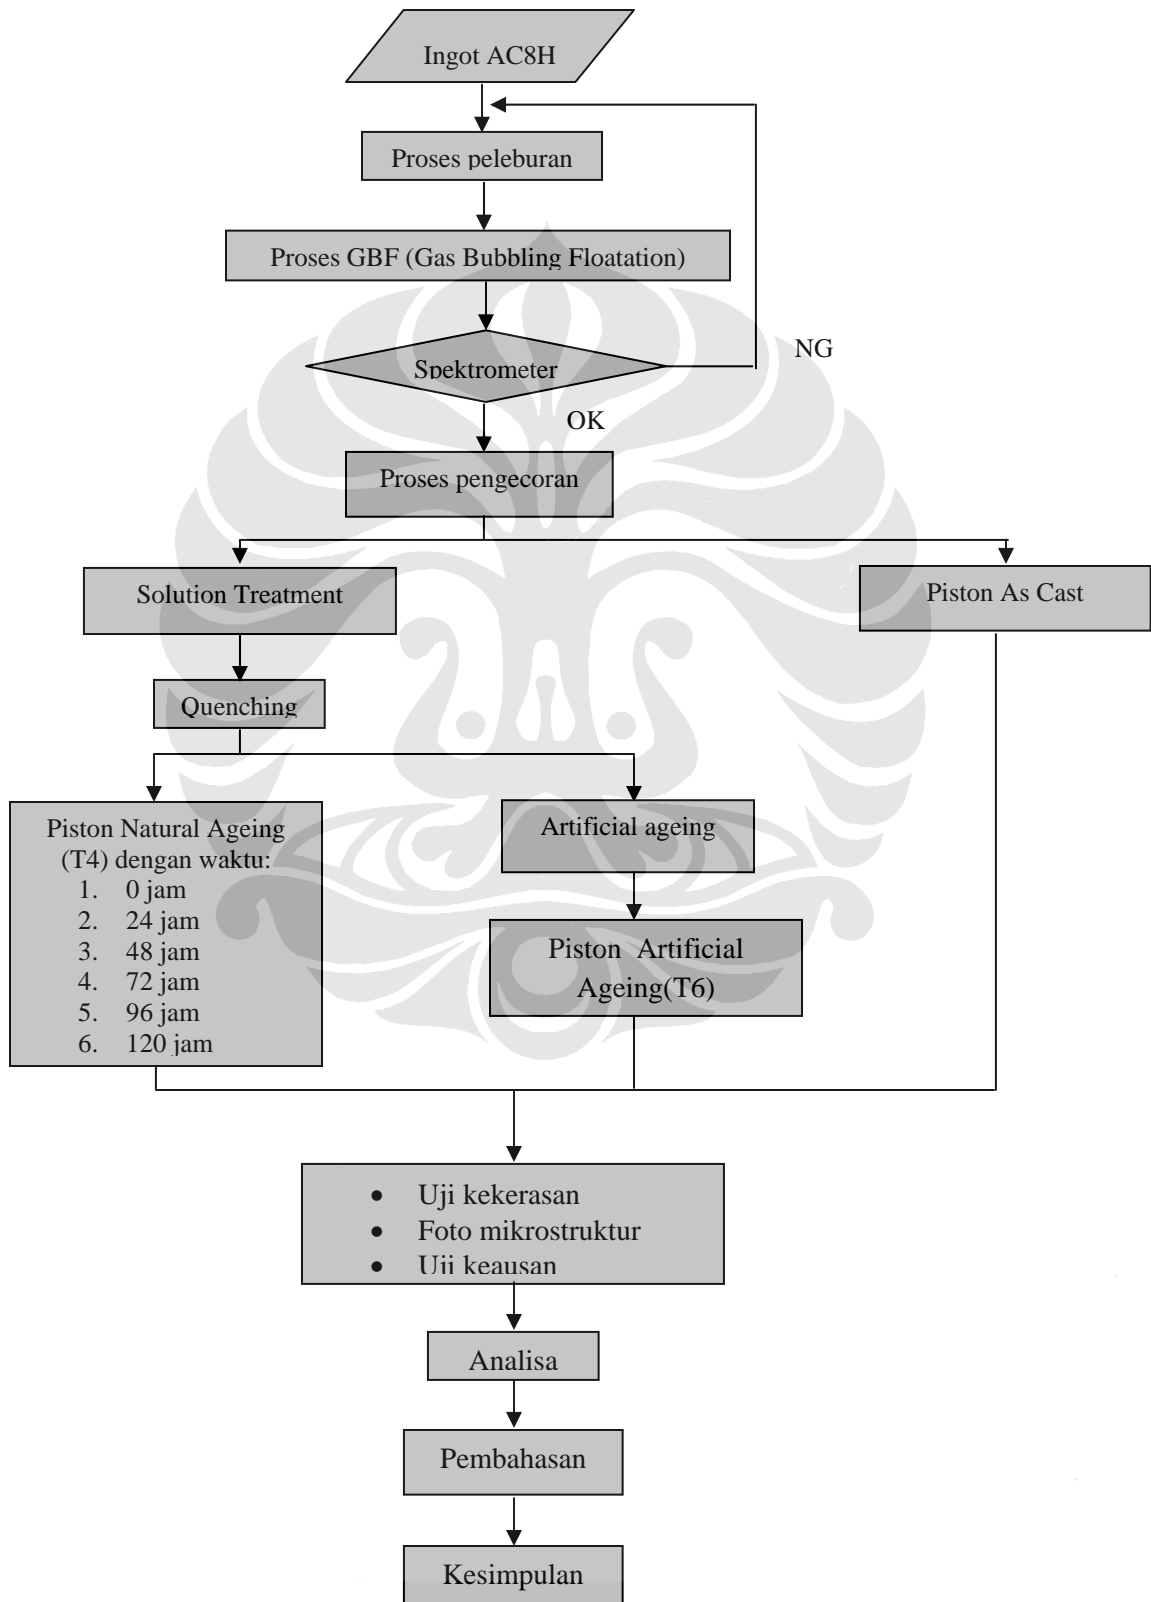 Ingot AC8H
Proses peleburan
Proses GBF (Gas Bubbling Floatation)
NG
Spektrometer
OK
Proses pengecoran
Solution Treatment
Piston As Cast
Quenching
Piston Natural Ageing
(T4) dengan waktu:
1. 0 jam
2. 24 jam
3. 48 jam
4. 72 jam
5. 96 jam
6. 120 jam
Artificial ageing
Piston Artificial
Ageing(T6)
• Uji kekerasan
• Foto mikrostruktur
• Uji keausan
Analisa
Pembahasan
Kesimpulan